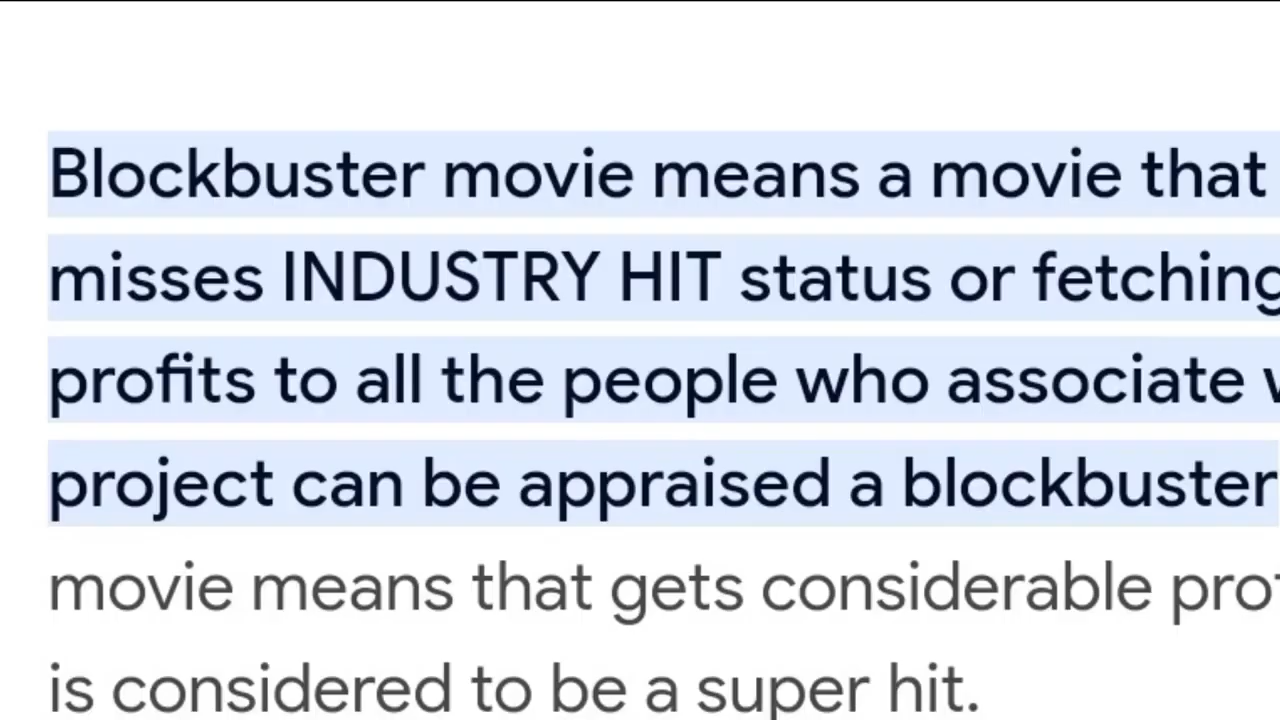 Blockbuster movie means a movie that
misses INDUSTRY HIT status or fetching
profits to all the people who associate
project can be appraised a blockbuster
movie means that gets considerable
is considered to be a super hit.